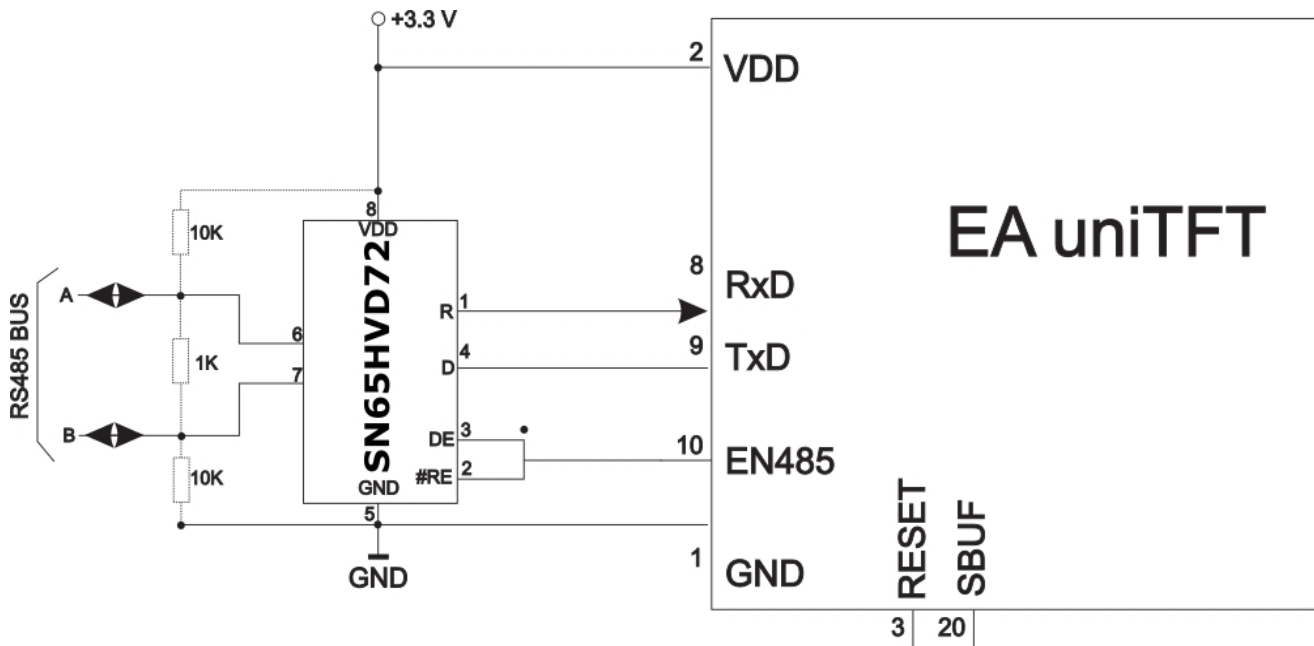 +3.3 V
2
VDD
8
VDD
10K
EA uniTFT
8
RxD
A
R
1
6
SN65HVD72
RS485 BUS
1K
9
TxD
4
D
7
B
DE
3
10
EN485
#RE
2
10K
GND
5
1
GND
GND
RESET
SBUF
3
20